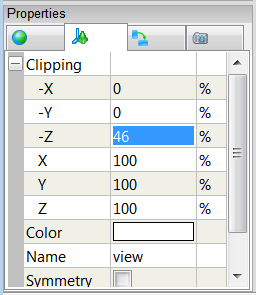 Properties
Clipping
-X 0 %
-Y 0 %
-Z 46 %
X 100 %
Y 100 %
Z 100 %
Color
Name view
Symmetry